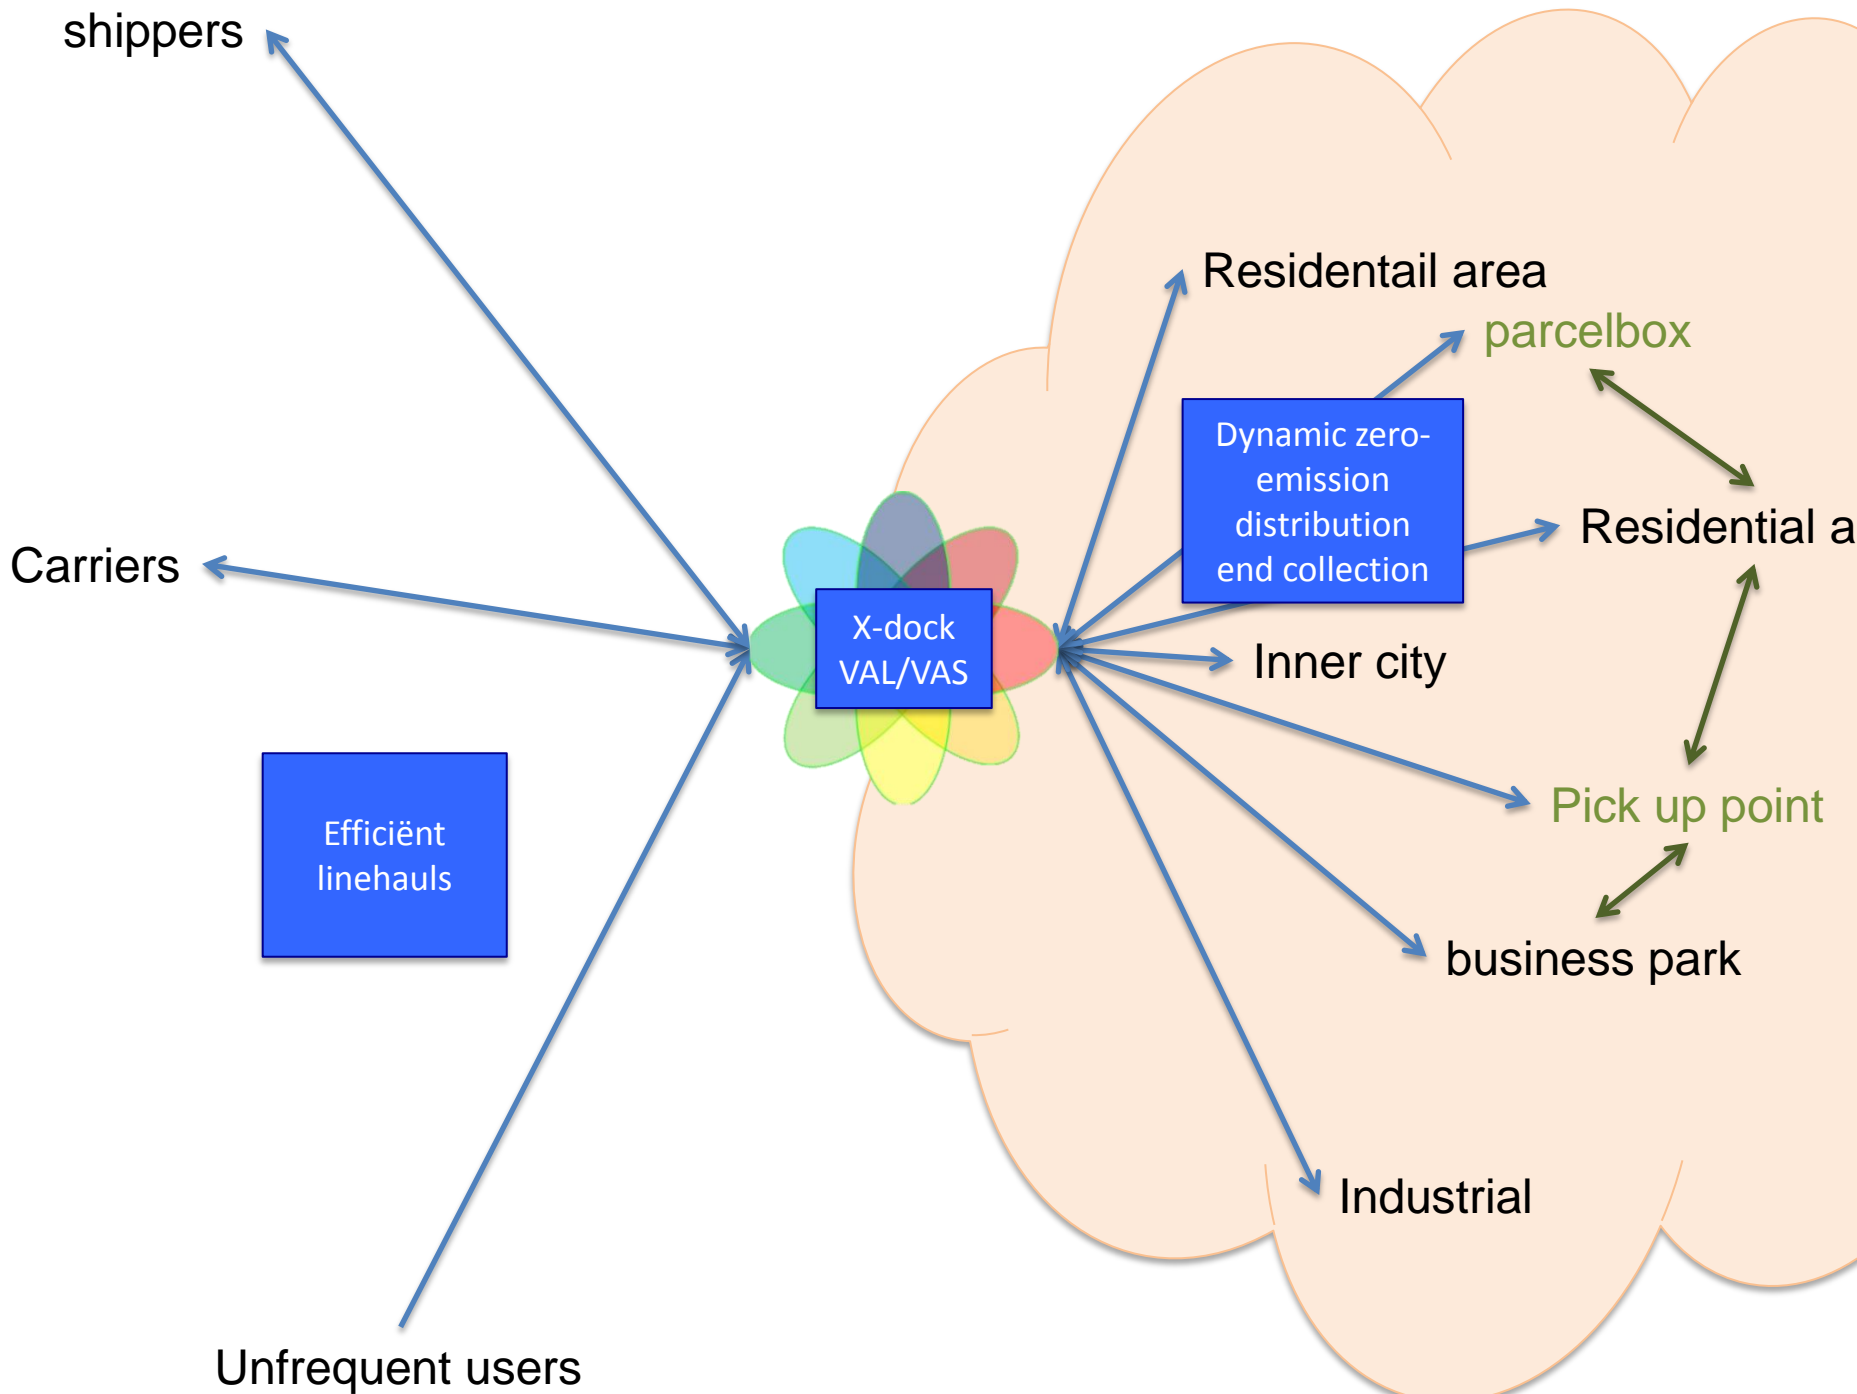 shippers
Residentail area
parcelbox
Dynamic zero-
emission
distribution
end collection
Residential a
Carriers
X-dock
VAL/VAS
Inner city
Efficiënt
linehauls
Pick up point
business park
Industrial
Unfrequent users